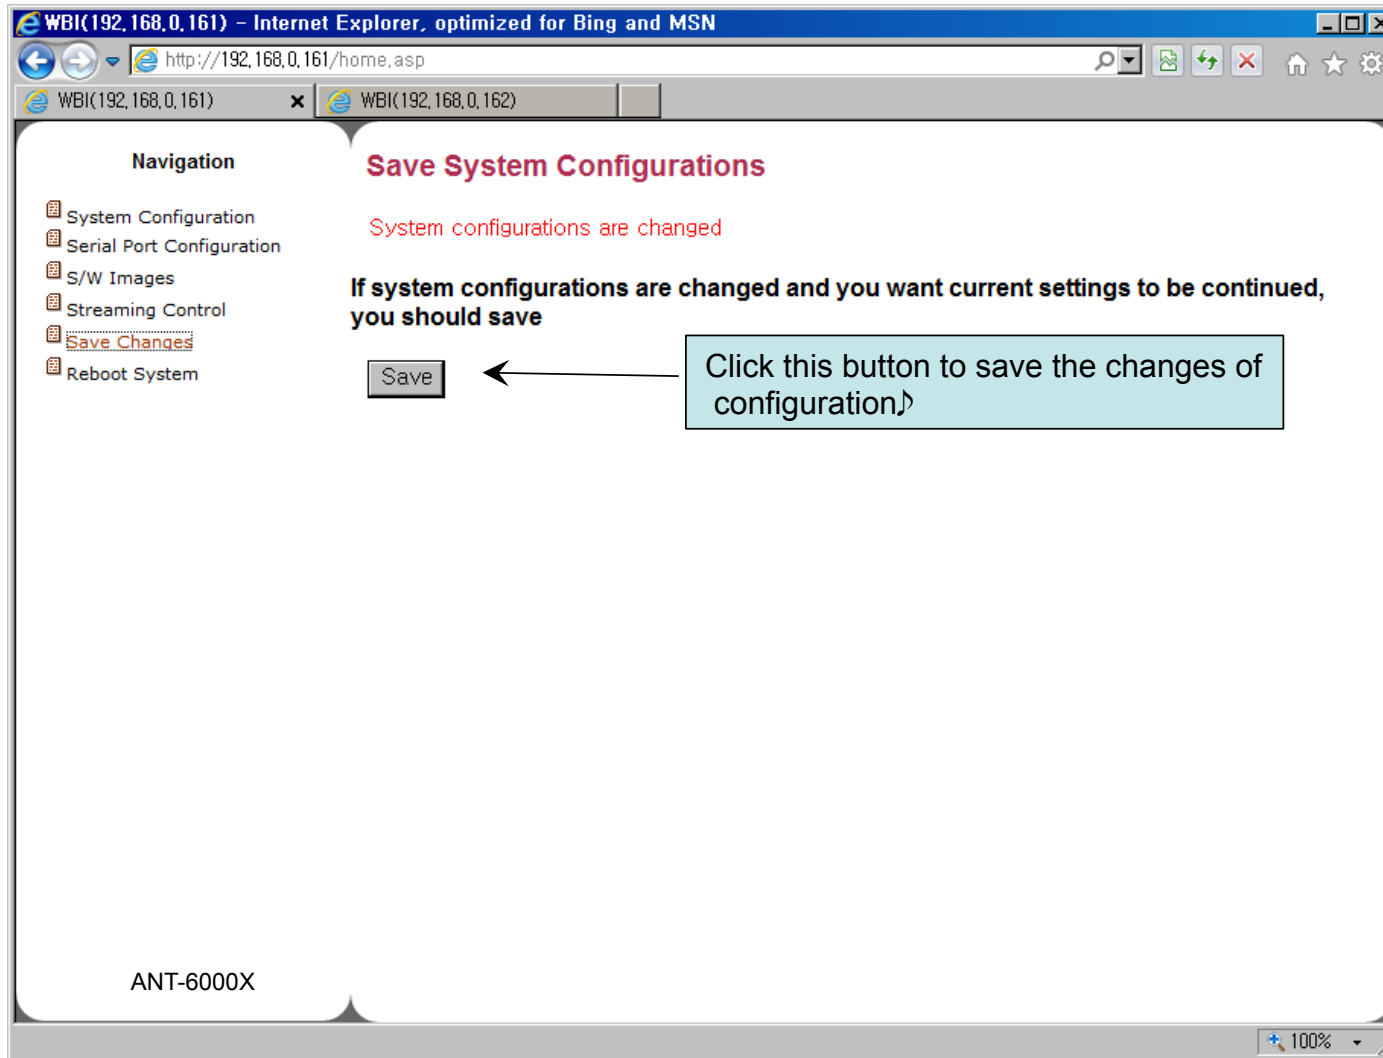 WBI(192,168,0,161) - Internet Explorer, optimized for Bing and MSN
http://192,168,0,161/home,asp
WBI(192,168,0,161)
WBI(192,168,0,162)
Navigation
System Configuration
Serial Port Configuration
S/W Images
Streaming Control
Save Changes
Reboot System
Save System Configurations
System configurations are changed
If system configurations are changed and you want current settings to be continued,
you should save
Save
Click this button to save the changes of
configuration♪
ANT-6000X
100%